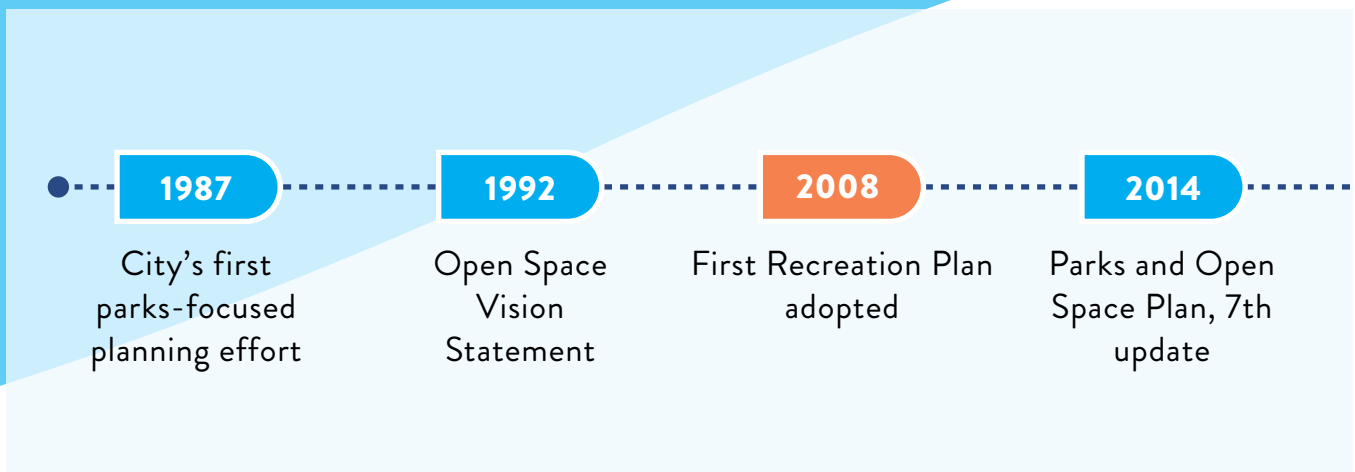 1987
City’s first
parks-focused
planning effort
1992
Open Space
Vision
Statement
2008
First Recreation Plan
adopted
2014
Parks and Open
Space Plan, 7th
update